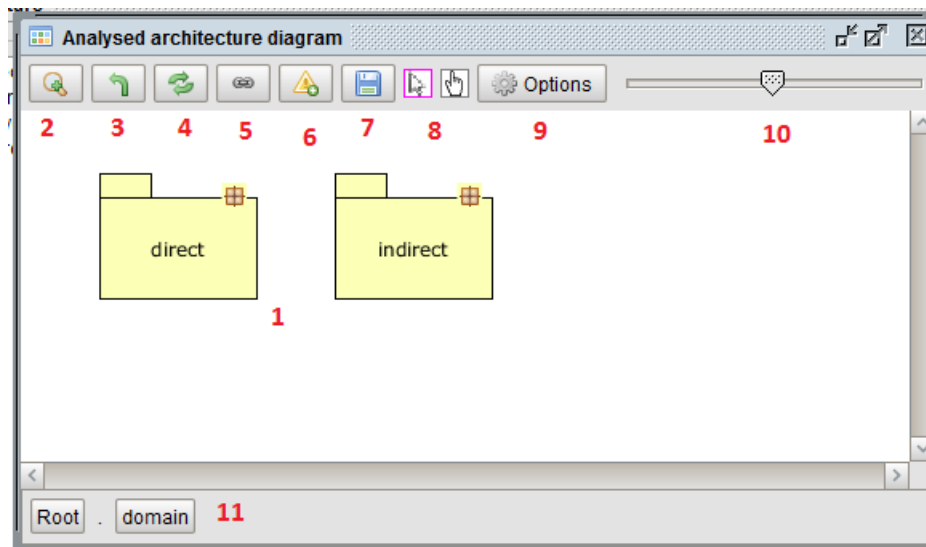 Analysed architecture diagram
Options
2 3 4 5 6 7 8 9 10
direct indirect
1
Root . domain 11